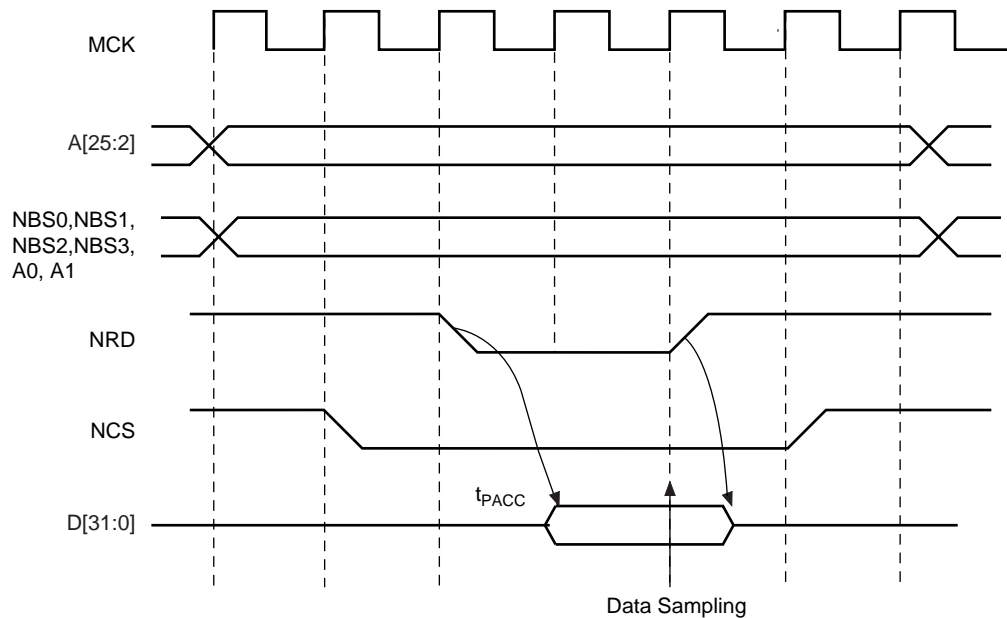 MCK
A[25:2]
NBS0,NBS1,
NBS2,NBS3,
A0, A1
NRD
NCS
tPACC
D[31:0]
Data Sampling